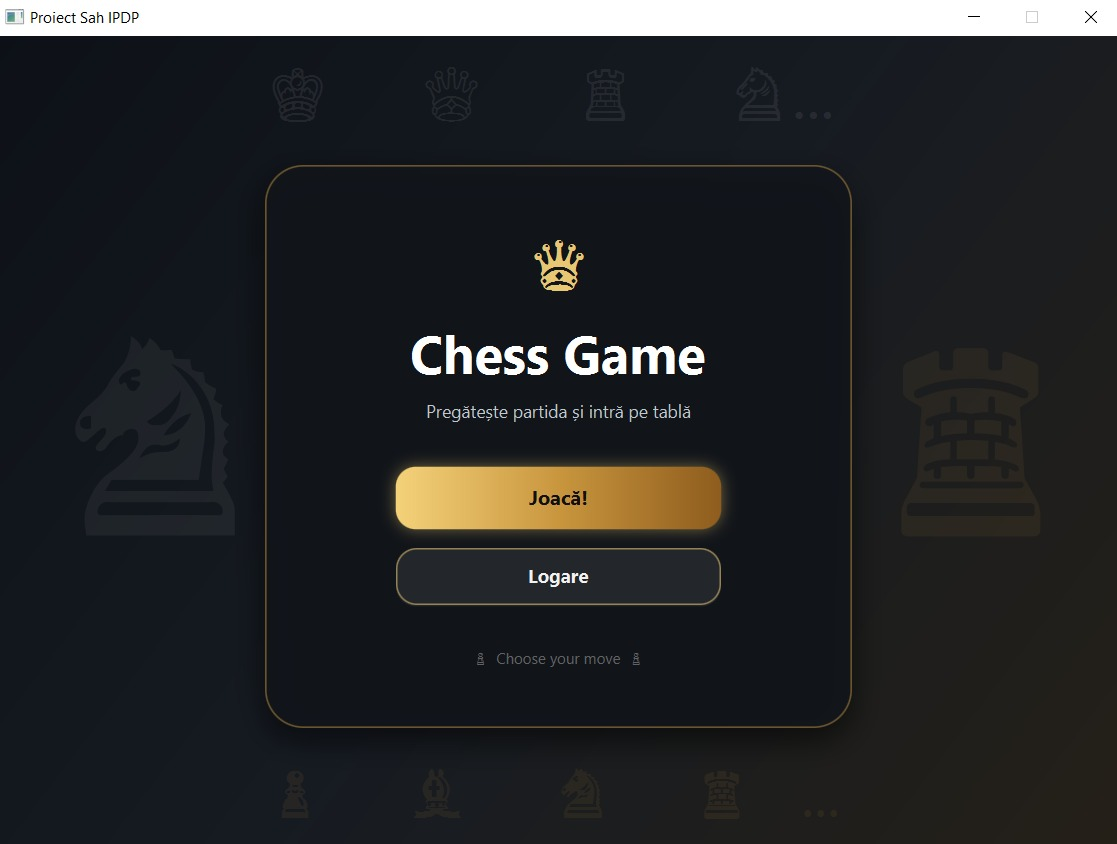 Proiect Sah IPDP
...
Chess Game
Pregătește partida și intră pe tablă
Joacă!
Logare
Choose your move
...